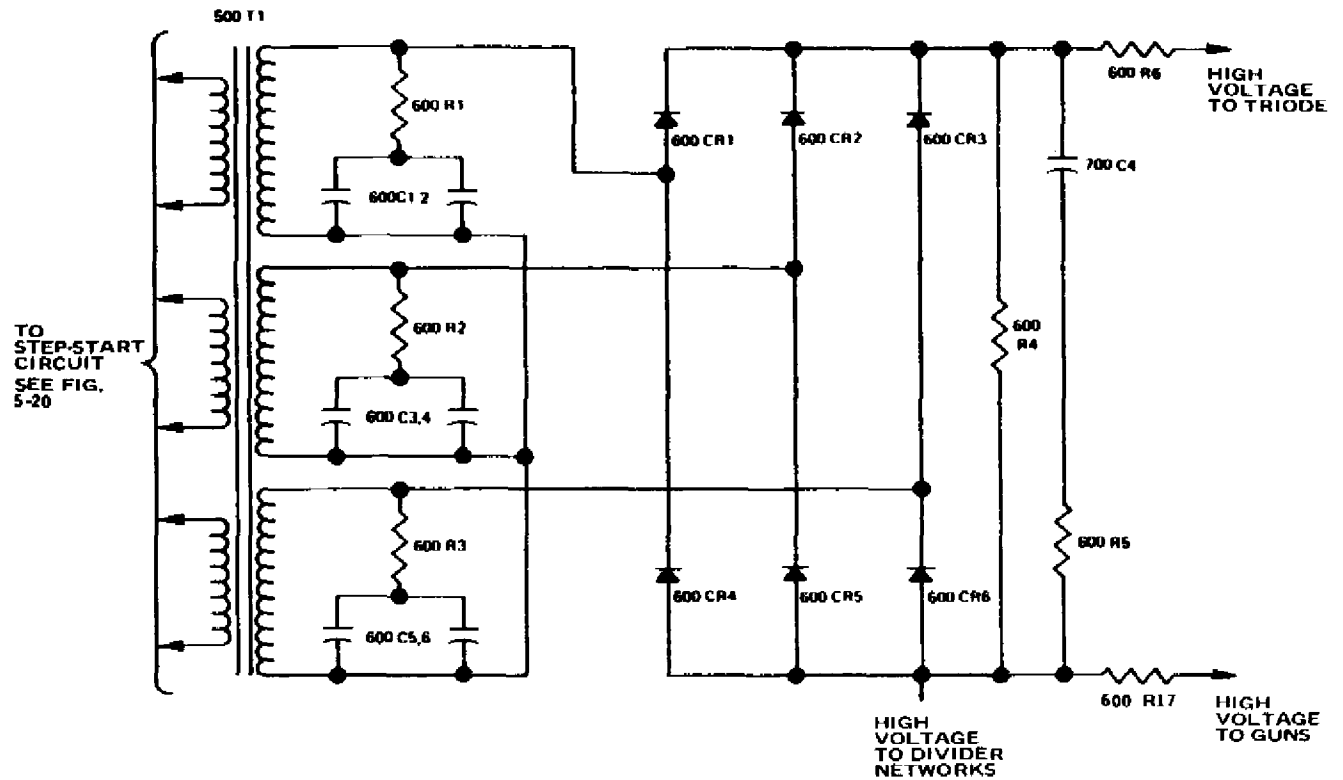 500 T1
600 R1
600C1 2
600 R2
600 C3,4
600 R3
600 C5,6
TO
STEP-START
CIRCUIT
SEE FIG.
5-20
600 CR1
600 CR2
600 CR3
600 CR4
600 CR5
600 CR6
600
R4
700 C4
600 R5
600 R6
HIGH
VOLTAGE
TO TRIODE
600 R17
HIGH
VOLTAGE
TO GUNS
HIGH
VOLTAGE
TO DIVIDER
NETWORKS